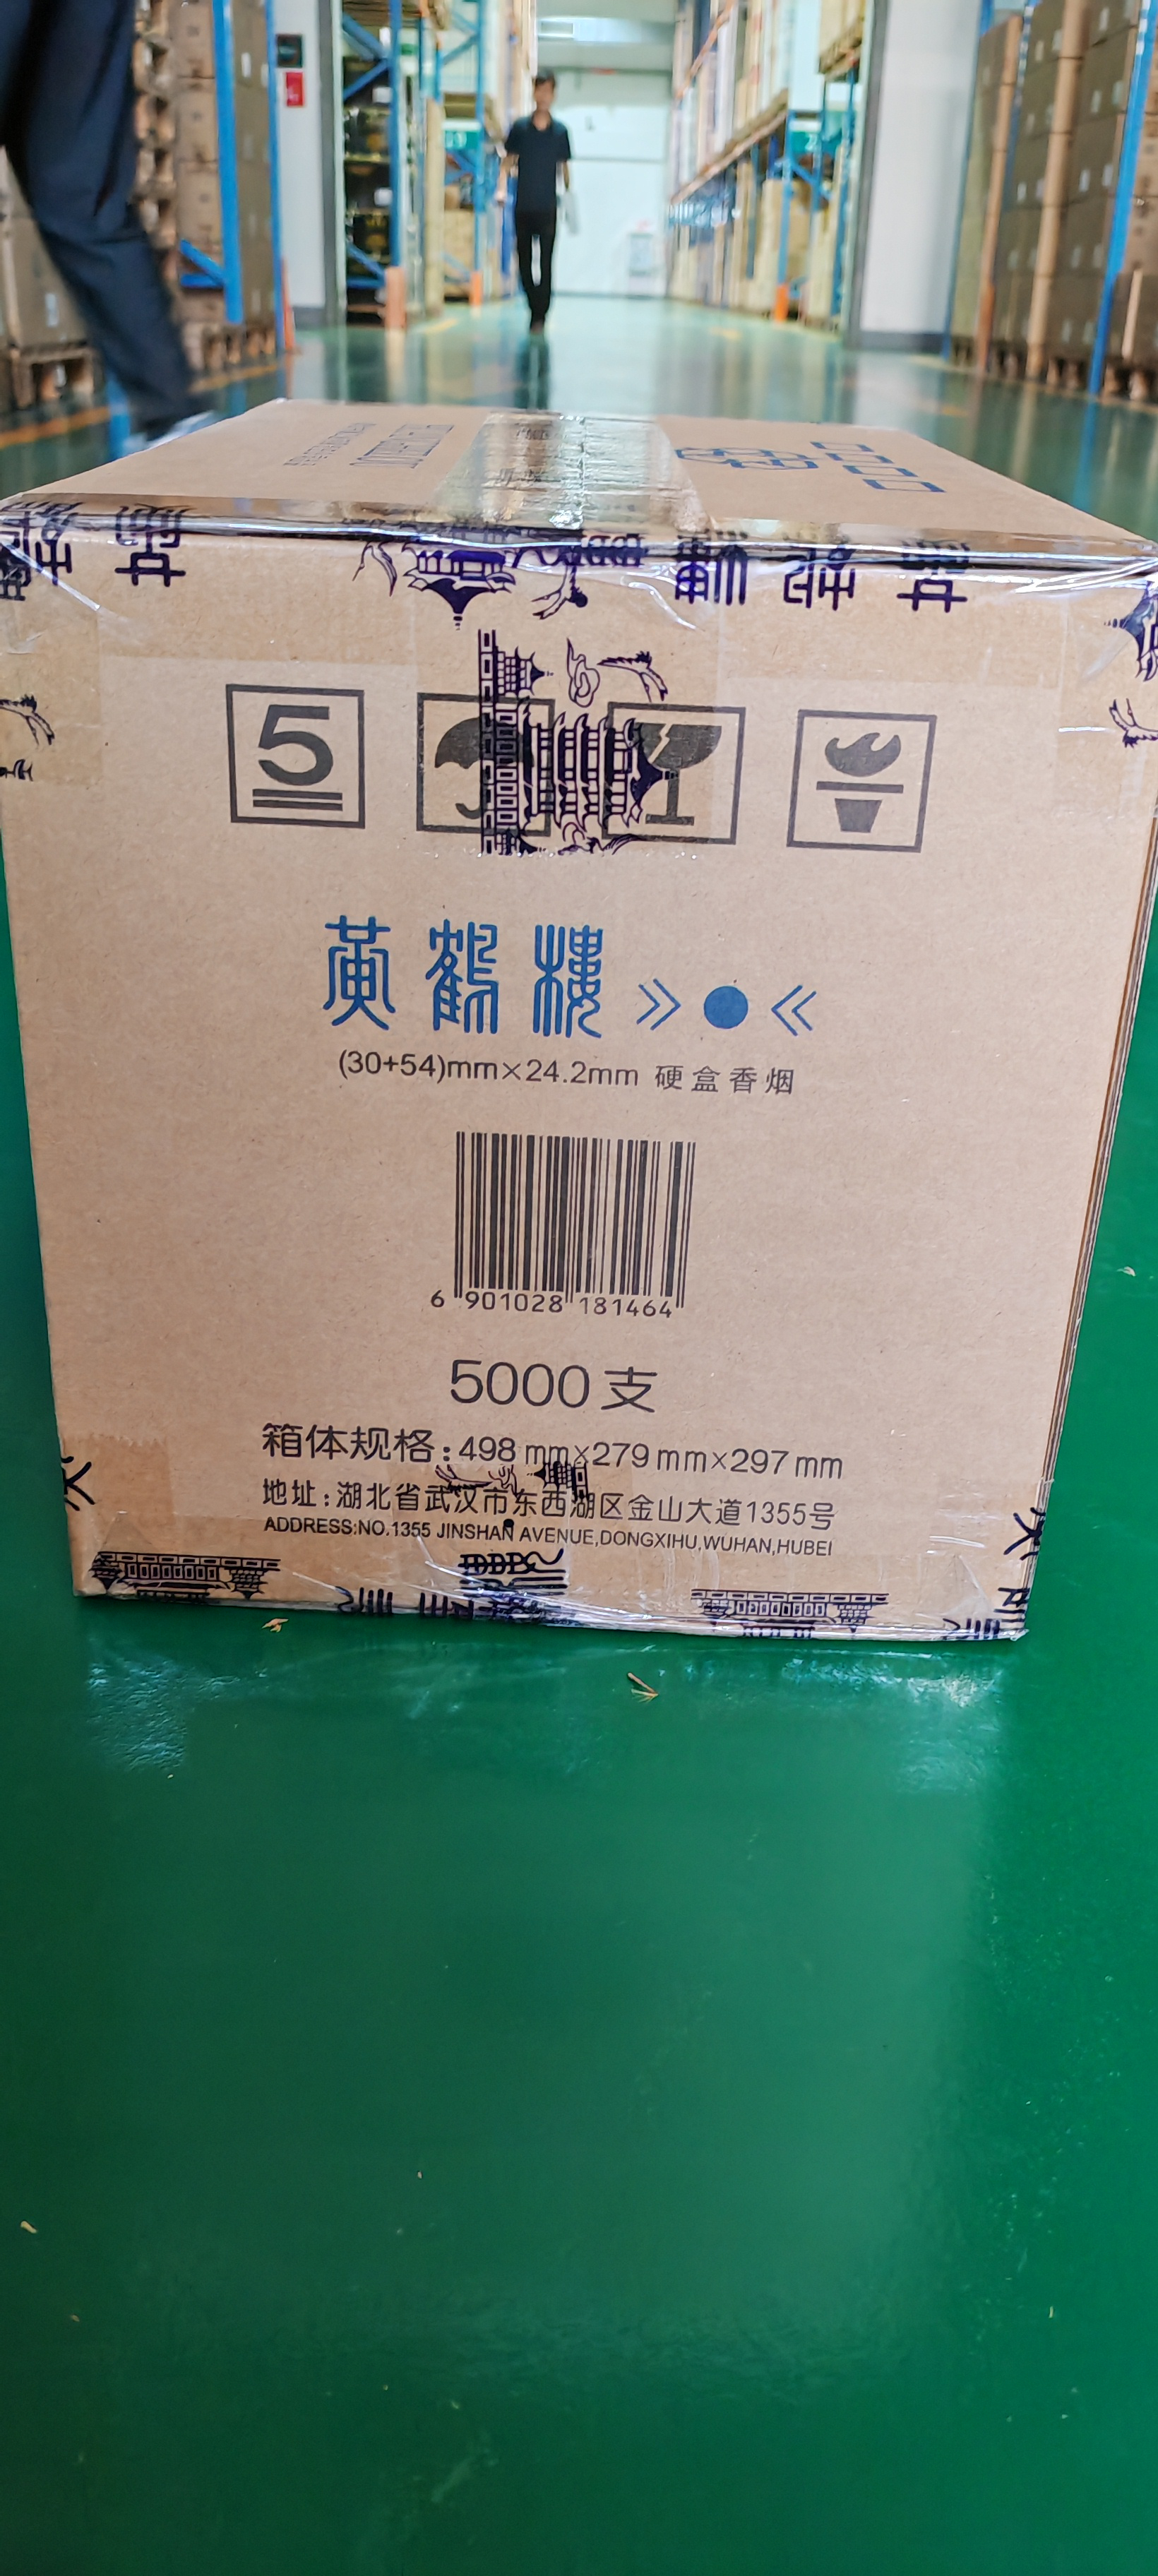 5
黄鹤楼
(30+54)mm×24.2mm 硬盒香烟
6 901028 181464
5000支
箱体规格:498mm×279mm×297mm
地址:湖北省武汉市东西湖区金山大道1355号
ADDRESS:NO.1355 JINSHAN AVENUE,DONGXIHU,WUHAN,HUBEI